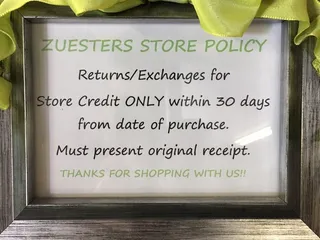 ZUESTERS STORE POLICY
Returns/Exchanges for
Store Credit ONLY within 30 days
from date of purchase.
Must present original receipt.
THANKS FOR SHOPPING WITH US!!